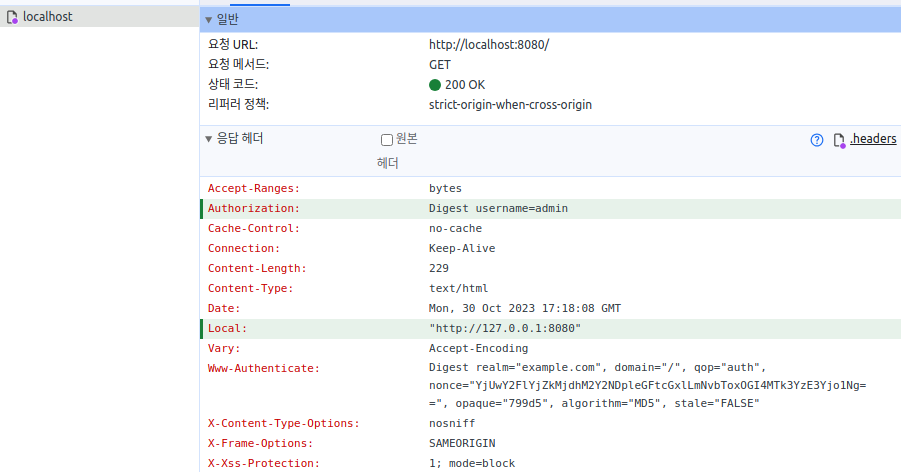 localhost
일반
요청 URL: http://localhost:8080/
요청 메서드: GET
상태 코드: 200 OK
리퍼러 정책: strict-origin-when-cross-origin
응답 헤더 원본 .headers
헤더
Accept-Ranges: bytes
Authorization: Digest username=admin
Cache-Control: no-cache
Connection: Keep-Alive
Content-Length: 229
Content-Type: text/html
Date: Mon, 30 Oct 2023 17:18:08 GMT
Local: "http://127.0.0.1:8080"
Vary: Accept-Encoding
Www-Authenticate: Digest realm="example.com", domain="/", qop="auth",
nonce="YjUwY2FlYjZkMjdhM2Y2NDpleGFtcGxlLmNvbToxOGI4MTk3YzE3Yjo1Ng=
=", opaque="799d5", algorithm="MD5", stale="FALSE"
X-Content-Type-Options: nosniff
X-Frame-Options: SAMEORIGIN
X-Xss-Protection: 1; mode=block